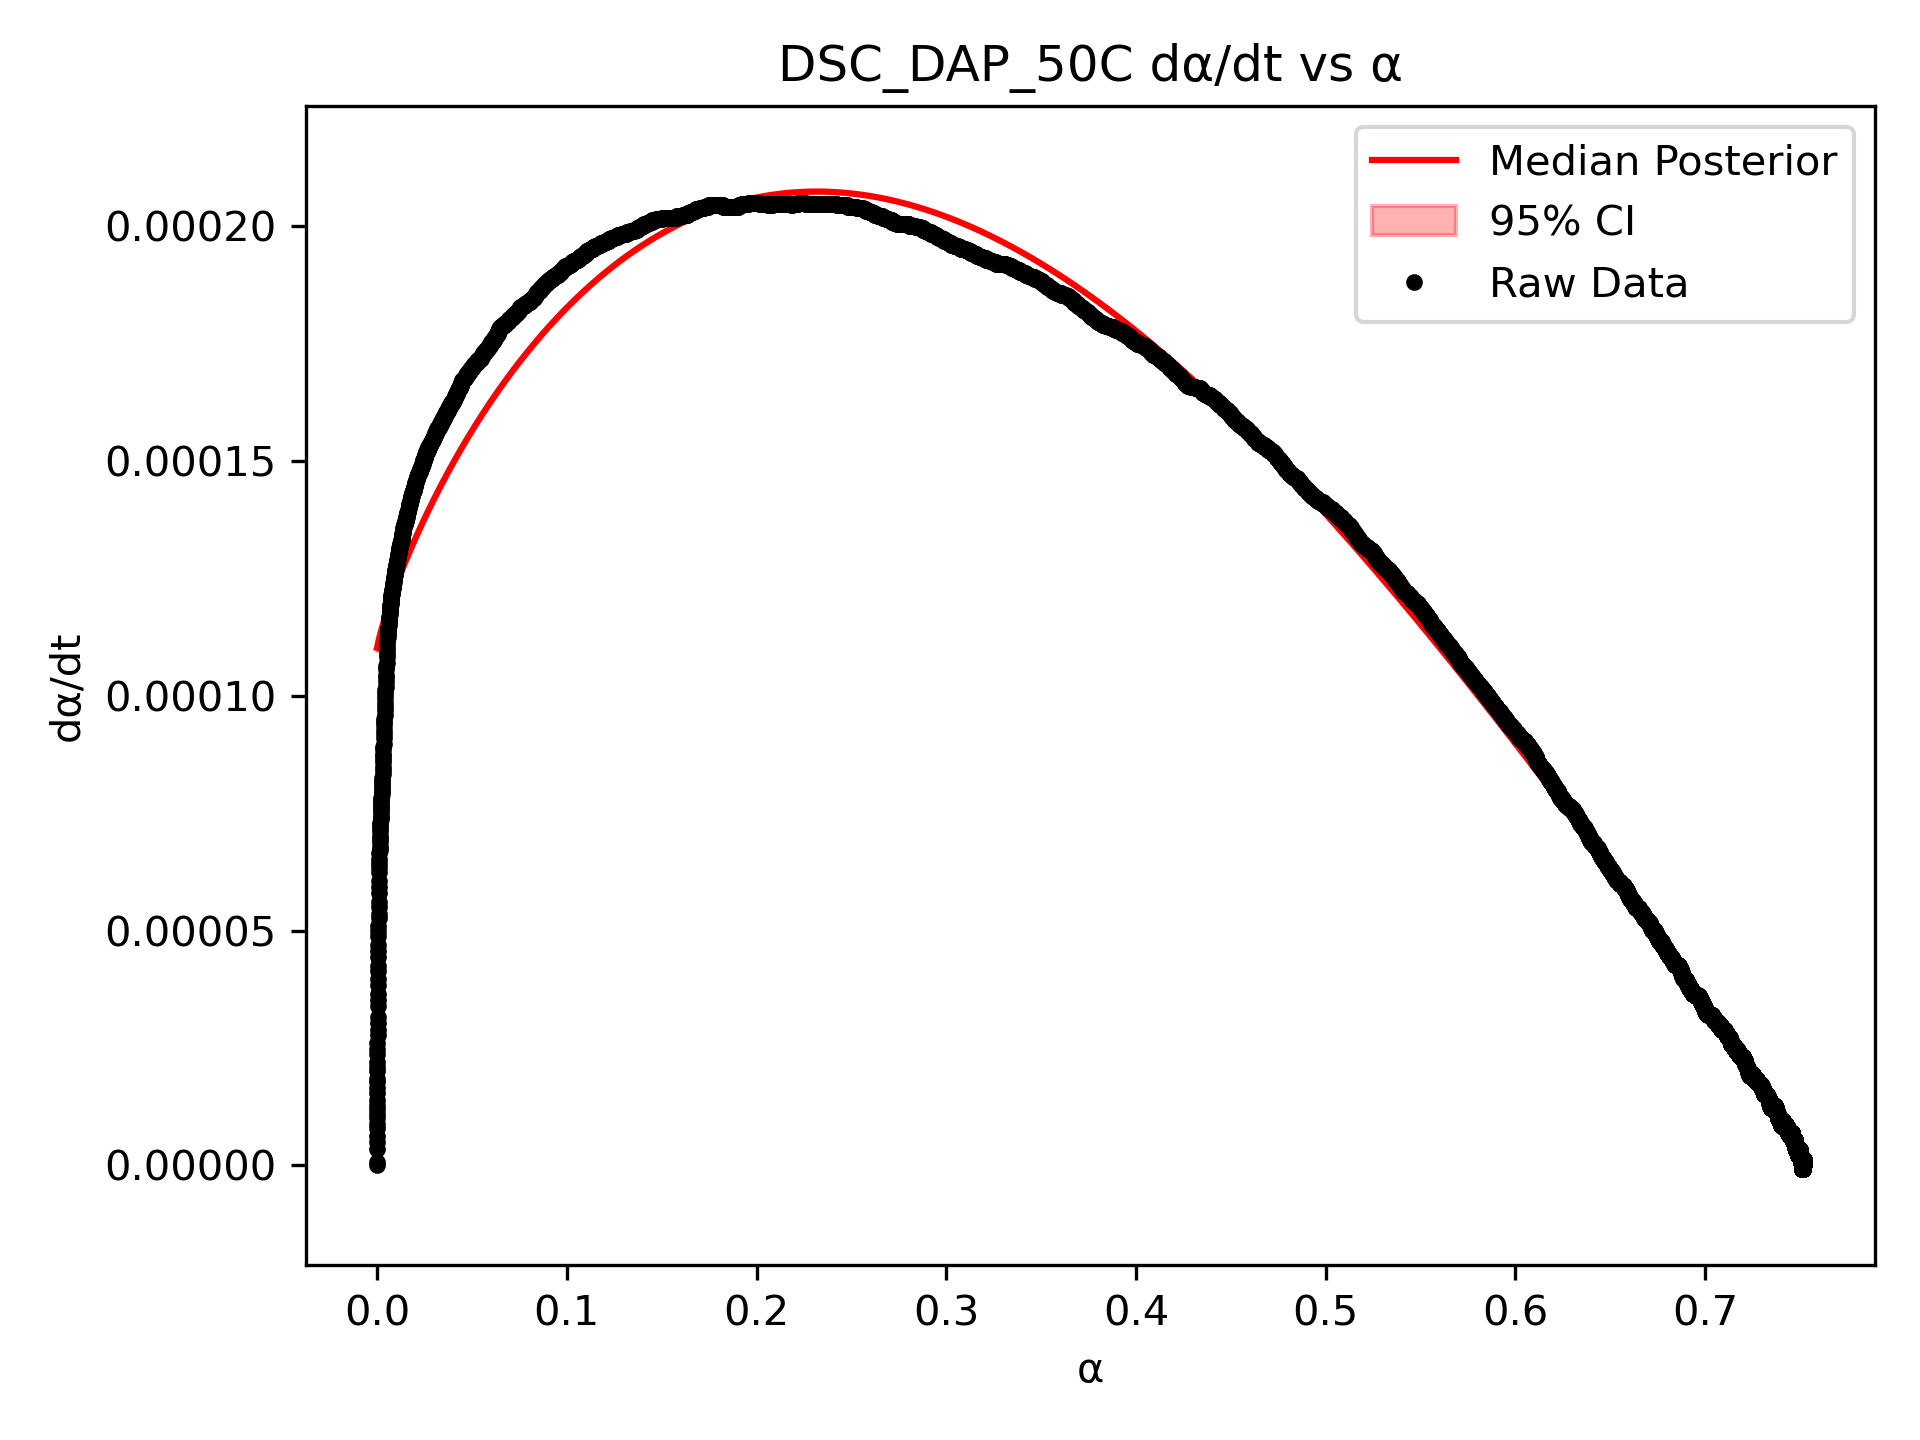 DSC_DAP_50C dα/dt vs α
Median Posterior
95% CI
Raw Data
dα/dt
0.00020
0.00015
0.00010
0.00005
0.00000
0.0 0.1 0.2 0.3 0.4 0.5 0.6 0.7
α